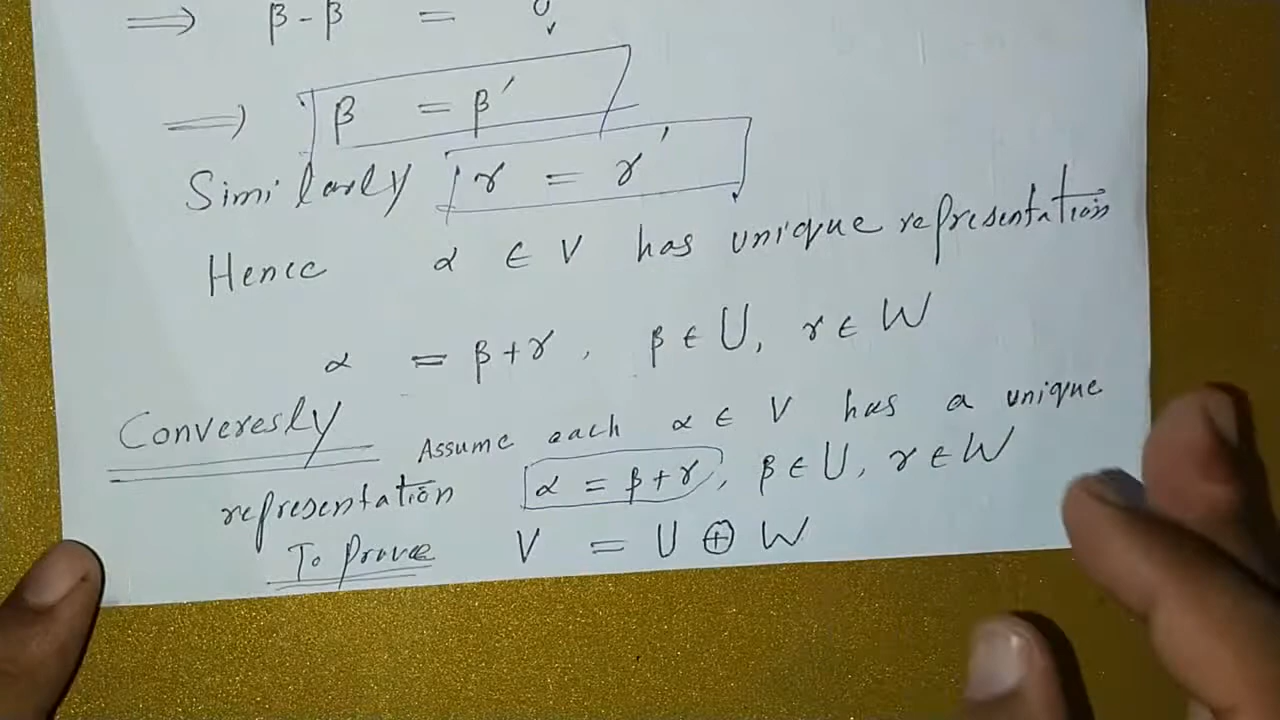 ⟹ β - β = 0
⟹ β = β′
Similarly γ = γ′
Hence α ∈ V has unique representation
α = β + γ , β ∈ U, γ ∈ W
Converesly Assume each α ∈ V has a unique
representation α = β + γ , β ∈ U, γ ∈ W
To prove V = U ⊕ W